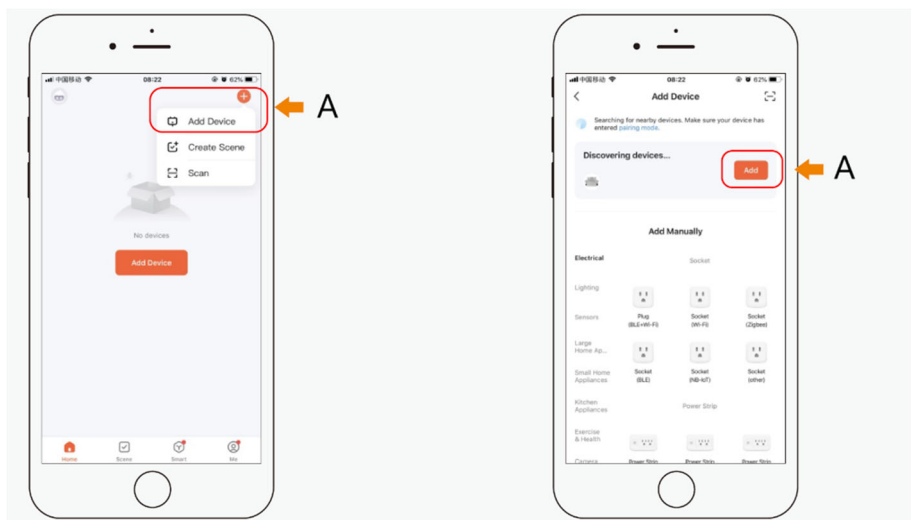 中国移动
08:22
62%
Add Device
Create Scene
Scan
A
No devices
Add Device
Home
Scene
Smart
Me
中国移动
08:22
62%
Add Device
Searching for nearby devices. Make sure your device has
entered pairing mode.
Discovering devices...
Add
A
Add Manually
Electrical
Socket
Lighting
Sensors
Plug
(BLE+Wi-Fi)
Socket
(Wi-Fi)
Socket
(Zigbee)
Large
Home Ap...
Small Home
Appliances
Socket
(BLE)
Socket
(NB-IoT)
Socket
(other)
Kitchen
Appliances
Power Strip
Exercise
& Health
Camera
Power Strip
Power Strip
Power Strip